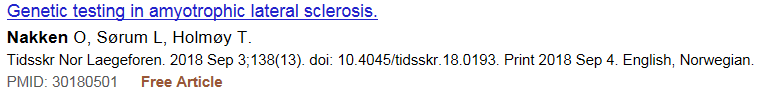 Genetic testing in amyotrophic lateral sclerosis.
Nakken O, Sørum L, Holmøy T.
Tidsskr Nor Laegeforen. 2018 Sep 3;138(13). doi: 10.4045/tidsskr.18.0193. Print 2018 Sep 4. English, Norwegian.
PMID: 30180501 Free Article